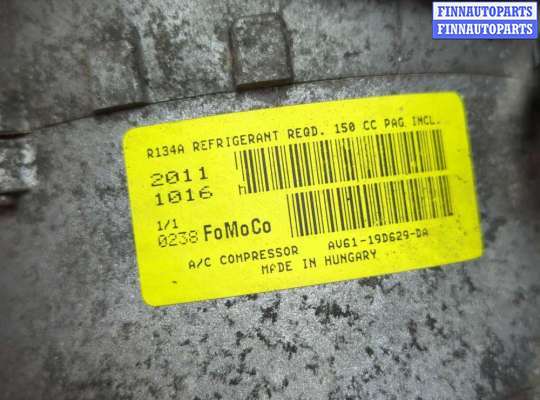 FINNAUTOPARTS
FINNAUTOPARTS
R134A REFRIGERANT REQD. 150 CC PAG INCL.
2011
1016 h
1/1
0238 FoMoCo
A/C COMPRESSOR AV61-19D629-DA
MADE IN HUNGARY